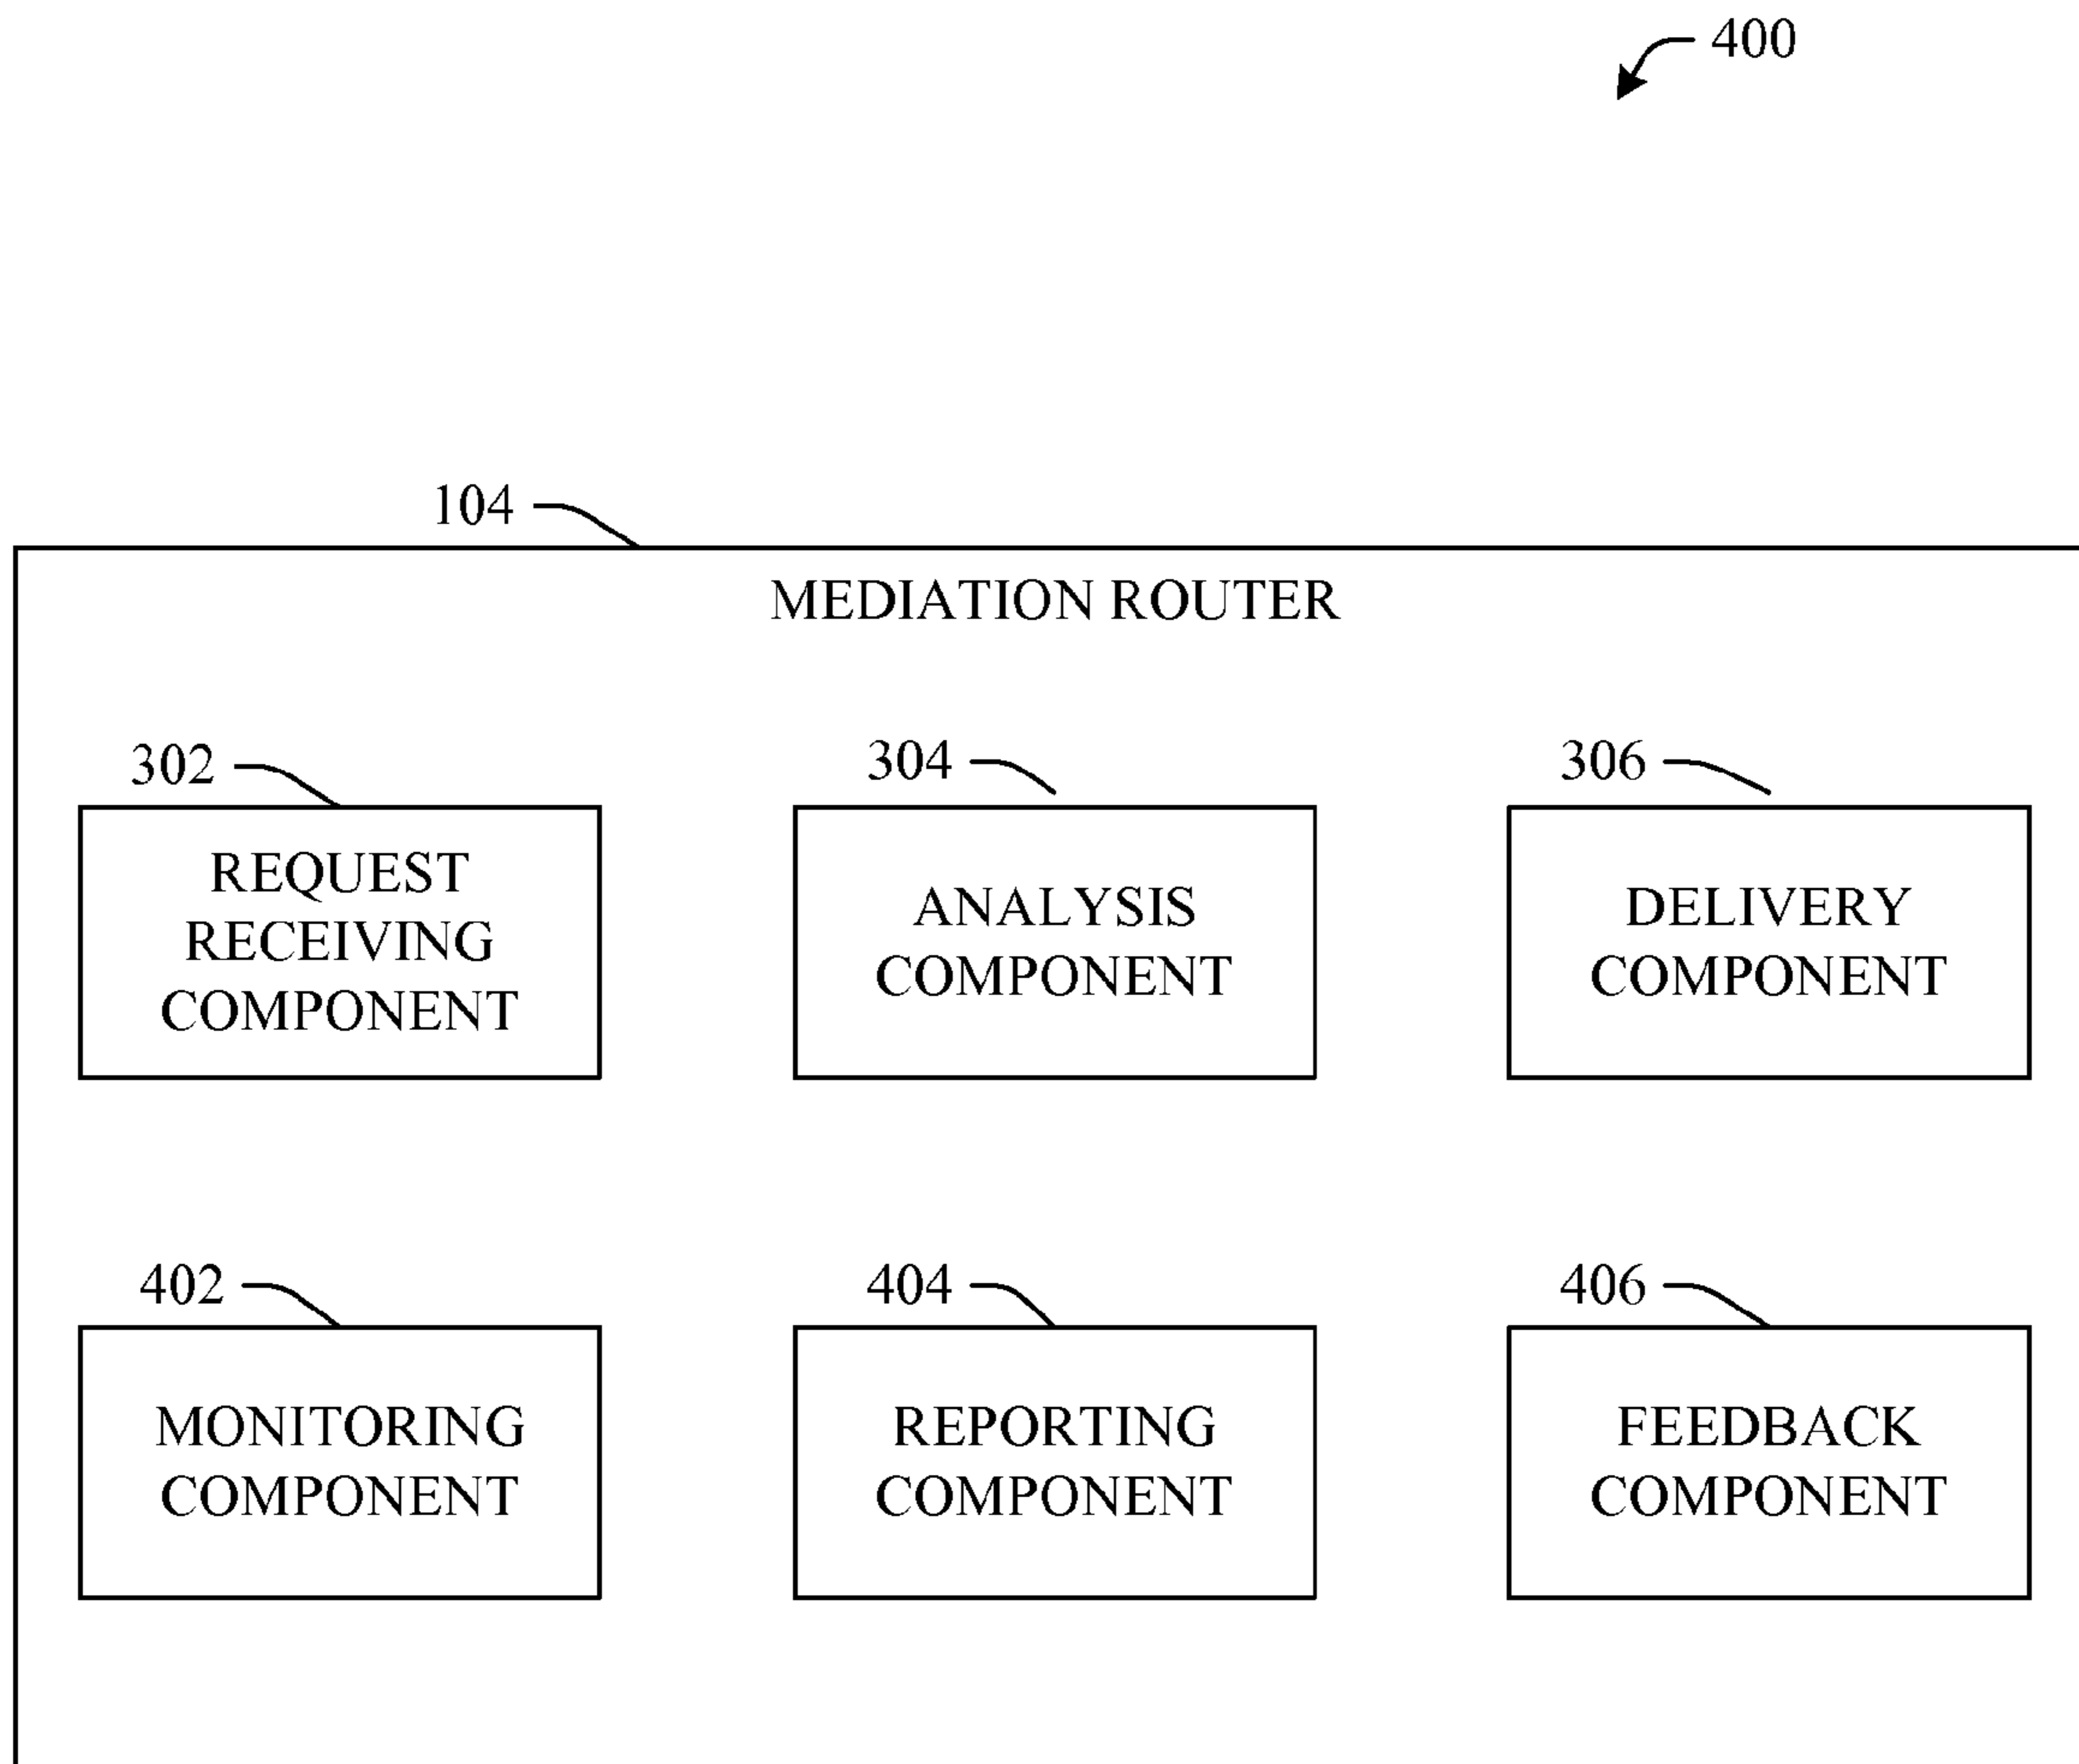 400
104
MEDIATION ROUTER
302
304
306
REQUEST
RECEIVING
COMPONENT
ANALYSIS
COMPONENT
DELIVERY
COMPONENT
402
404
406
MONITORING
COMPONENT
REPORTING
COMPONENT
FEEDBACK
COMPONENT